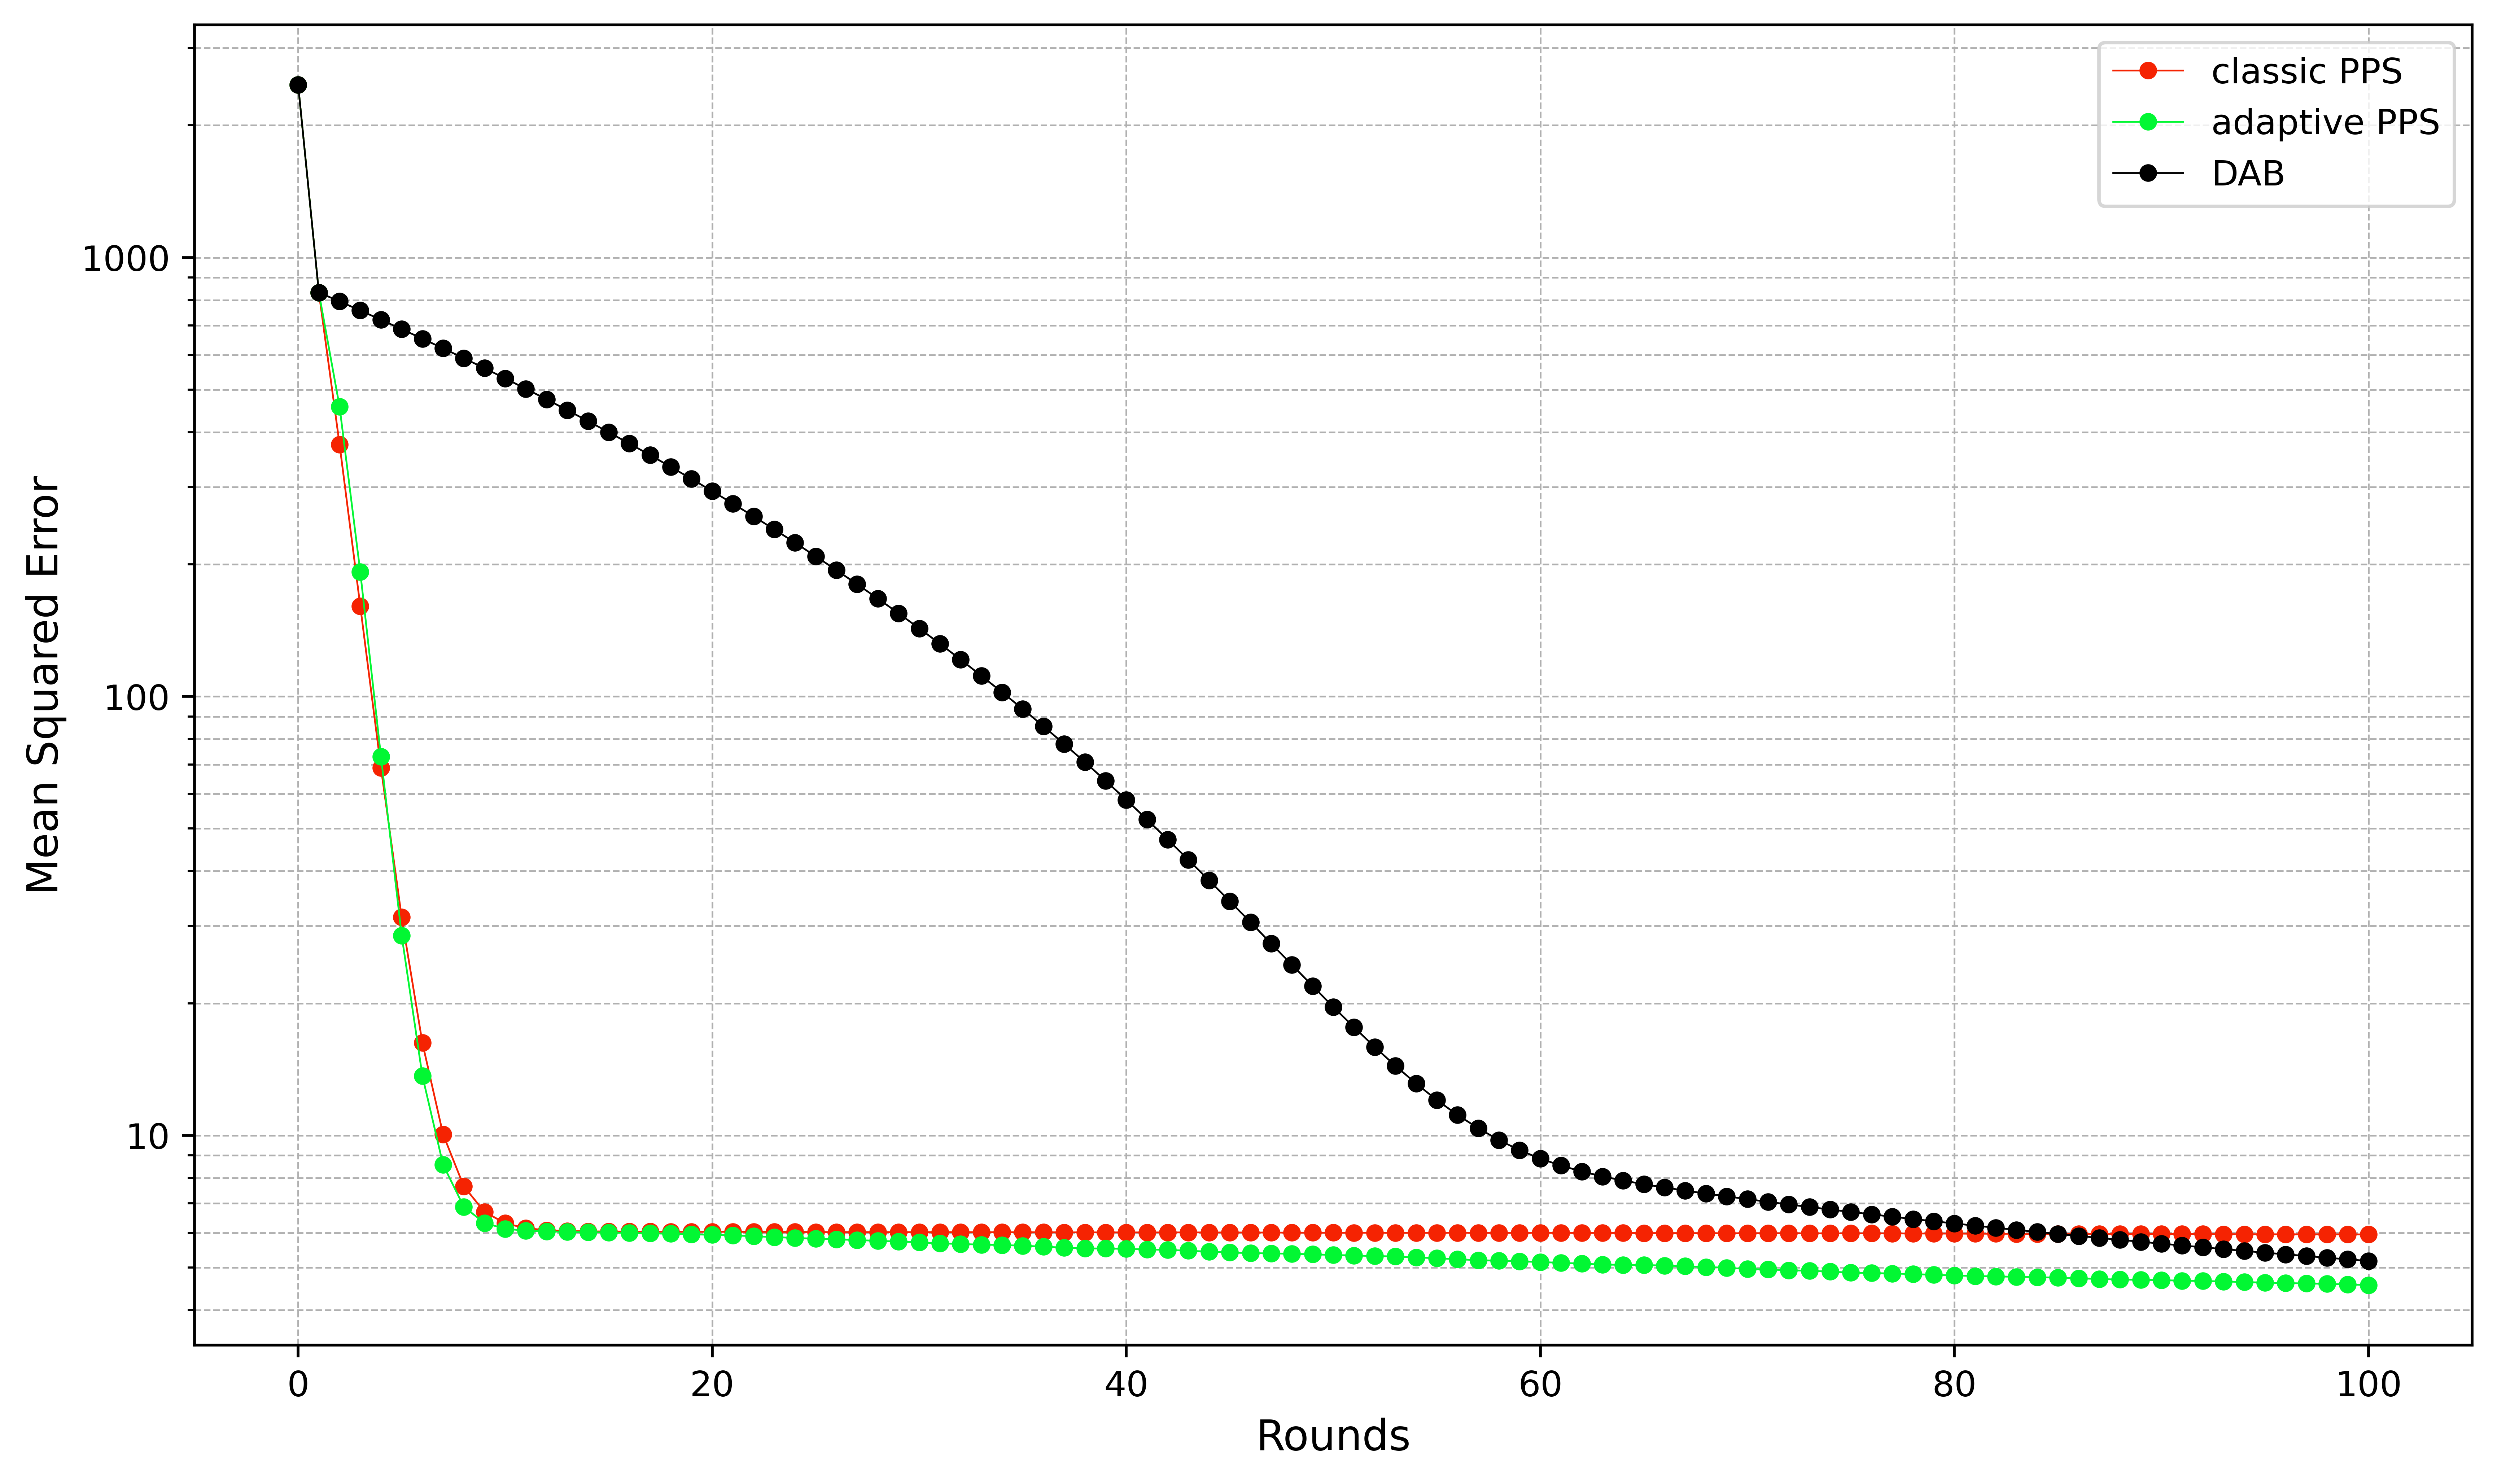 classic PPS
adaptive PPS
DAB
Mean Squared Error
1000
100
10
0 20 40 60 80 100
Rounds